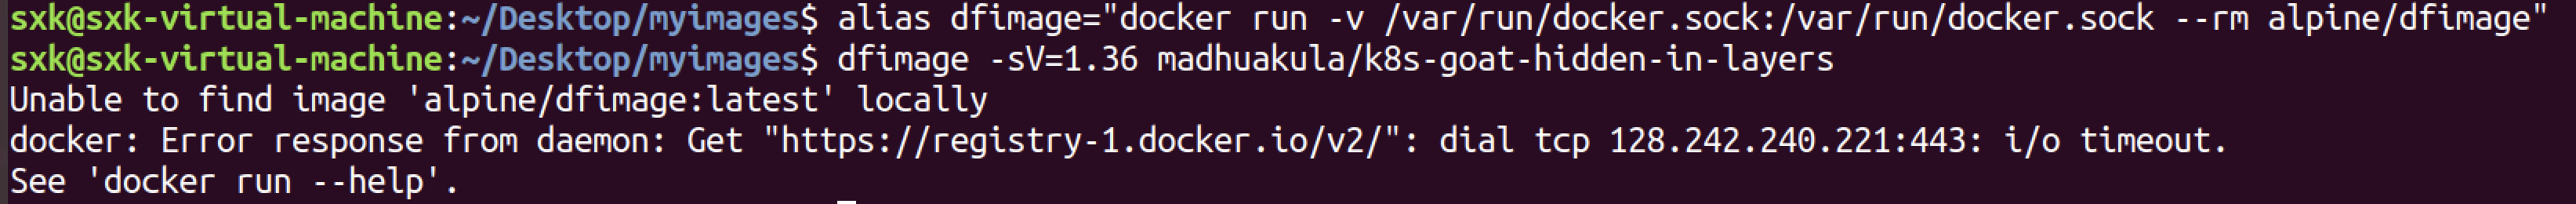 sxk@sxk-virtual-machine:~/Desktop/myimages$ alias dfimage="docker run -v /var/run/docker.sock:/var/run/docker.sock --rm alpine/dfimage"
sxk@sxk-virtual-machine:~/Desktop/myimages$ dfimage -sV=1.36 madhuakula/k8s-goat-hidden-in-layers
Unable to find image 'alpine/dfimage:latest' locally
docker: Error response from daemon: Get "https://registry-1.docker.io/v2/": dial tcp 128.242.240.221:443: i/o timeout.
See 'docker run --help'.